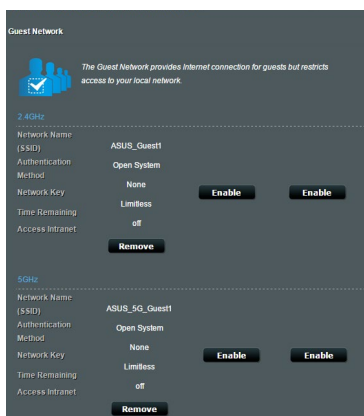 Guest Network
The Guest Network provides Internet connection for guests but restricts
access to your local network.
2.4GHz
Network Name
(SSID)
ASUS_Guest1
Authentication
Method
Open System
Network Key
None
Enable
Enable
Time Remaining
Limitless
Access Intranet
off
Remove
5GHz
Network Name
(SSID)
ASUS_5G_Guest1
Authentication
Method
Open System
Network Key
None
Enable
Enable
Time Remaining
Limitless
Access Intranet
off
Remove